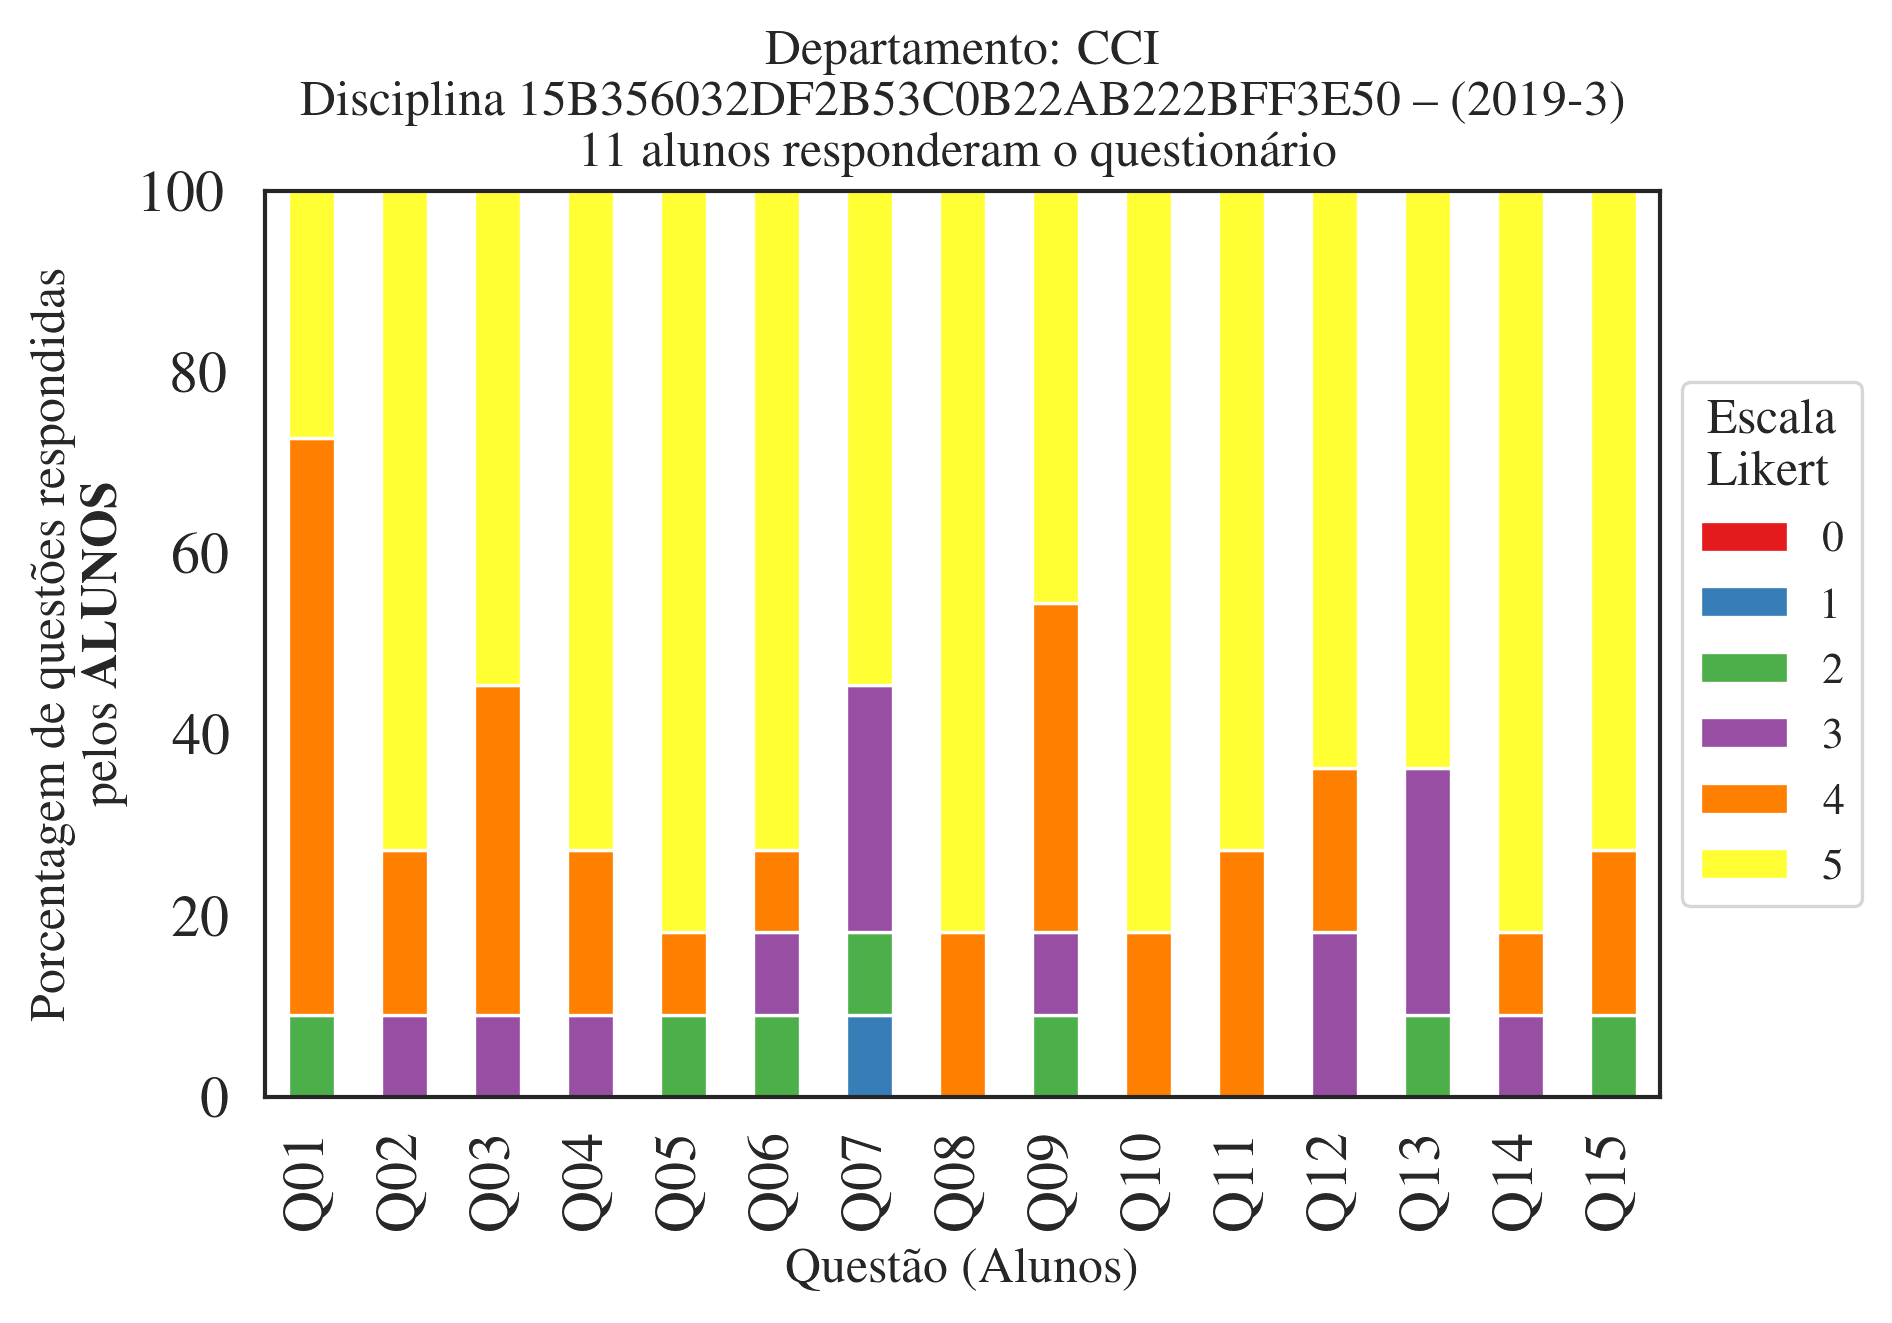 Departamento: CCI
Disciplina 15B356032DF2B53C0B22AB222BFF3E50 – (2019-3)
11 alunos responderam o questionário
100
80
60
40
20
0
Porcentagem de questões respondidas
pelos ALUNOS
Q01
Q02
Q03
Q04
Q05
Q06
Q07
Q08
Q09
Q10
Q11
Q12
Q13
Q14
Q15
Questão (Alunos)
Escala
Likert
0
1
2
3
4
5